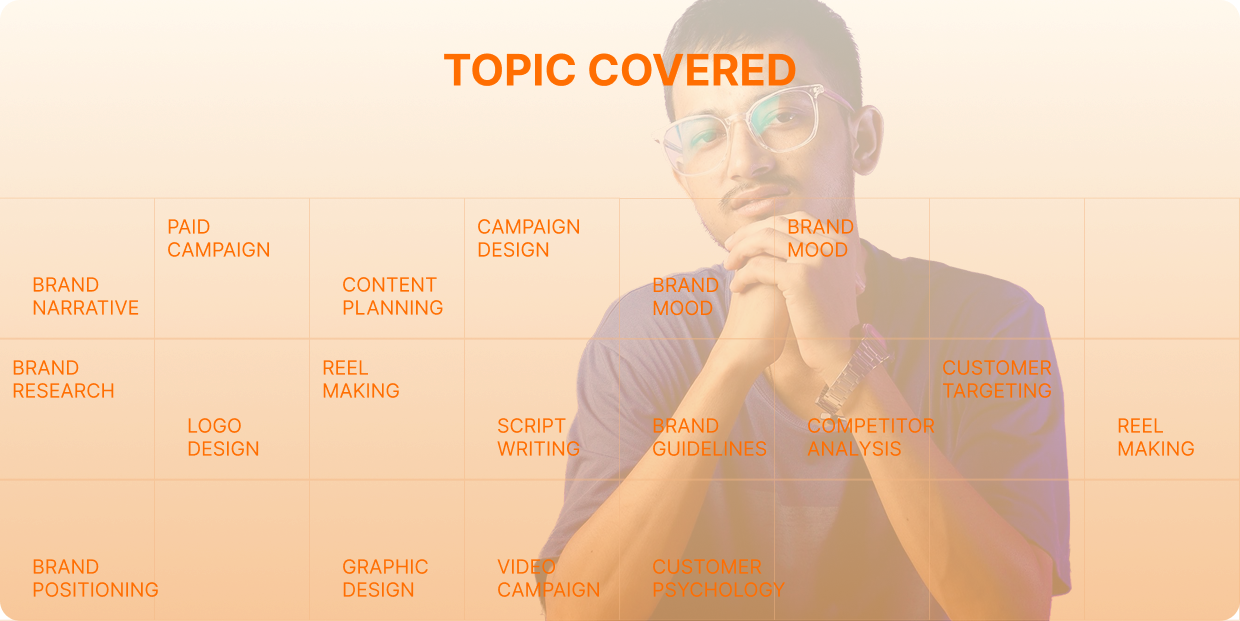 TOPIC COVERED
PAID
CAMPAIGN
CAMPAIGN
DESIGN
BRAND
MOOD
BRAND
NARRATIVE
CONTENT
PLANNING
BRAND
MOOD
BRAND
RESEARCH
REEL
MAKING
CUSTOMER
TARGETING
LOGO
DESIGN
SCRIPT
WRITING
BRAND
GUIDELINES
COMPETITOR
ANALYSIS
REEL
MAKING
BRAND
POSITIONING
GRAPHIC
DESIGN
VIDEO
CAMPAIGN
CUSTOMER
PSYCHOLOGY